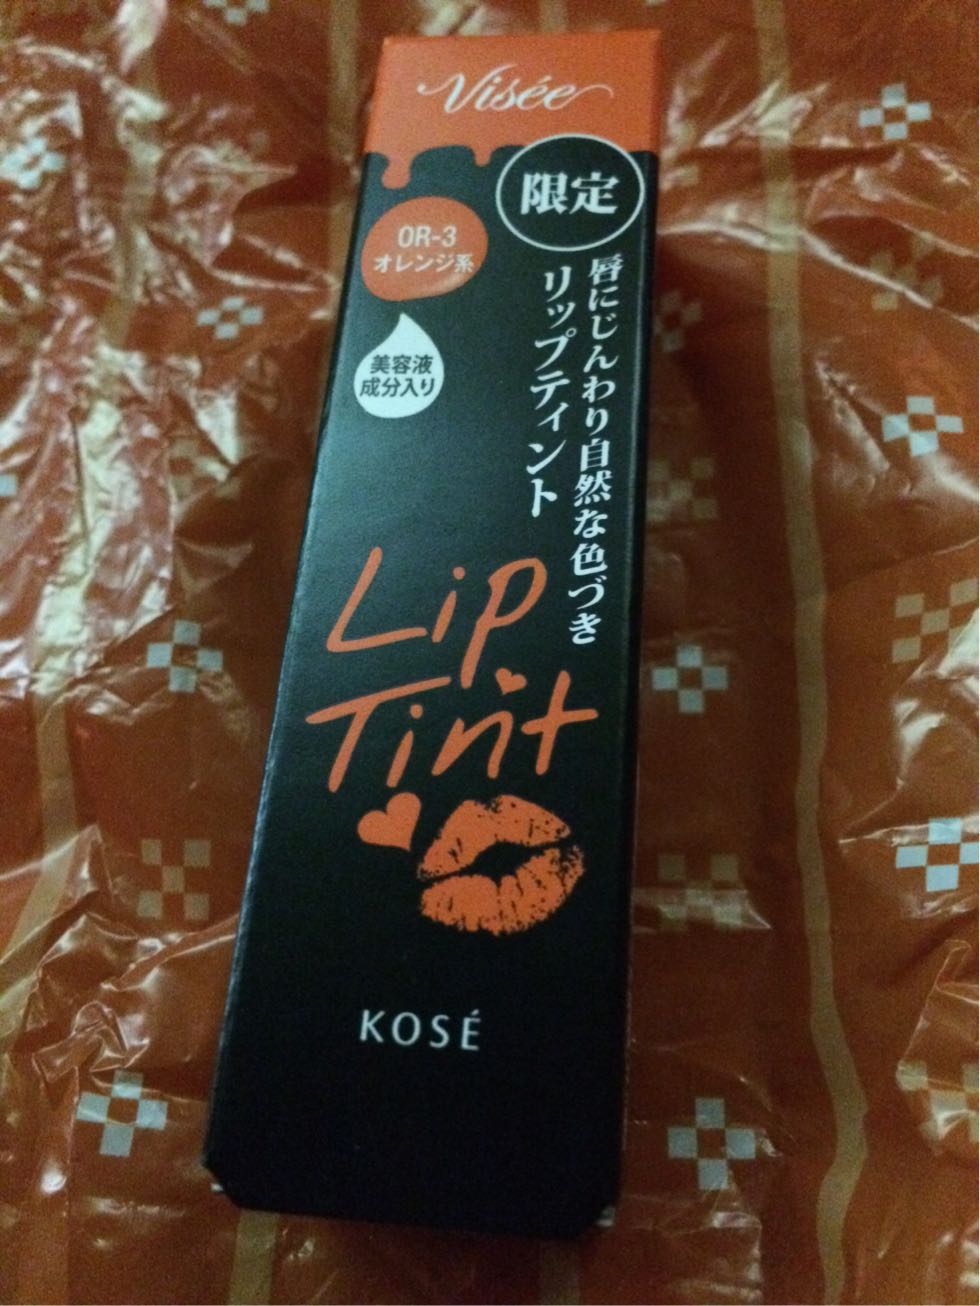 Visée
限定
OR-3
オレンジ系
唇にじんわり自然な色づき
リップティント
美容液
成分入り
Lip
Tint
KOSÉ